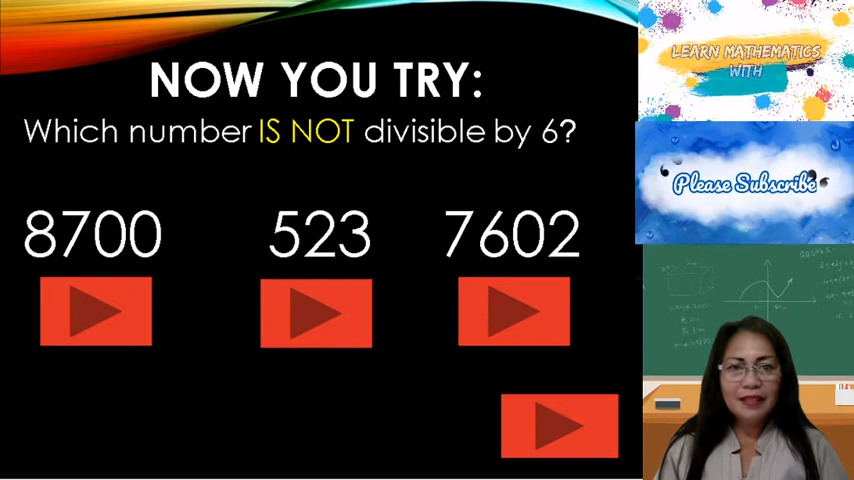 NOW YOU TRY:
Which number IS NOT divisible by 6?
8700 523 7602
LEARN MATHEMATICS
WITH
Please Subscribe